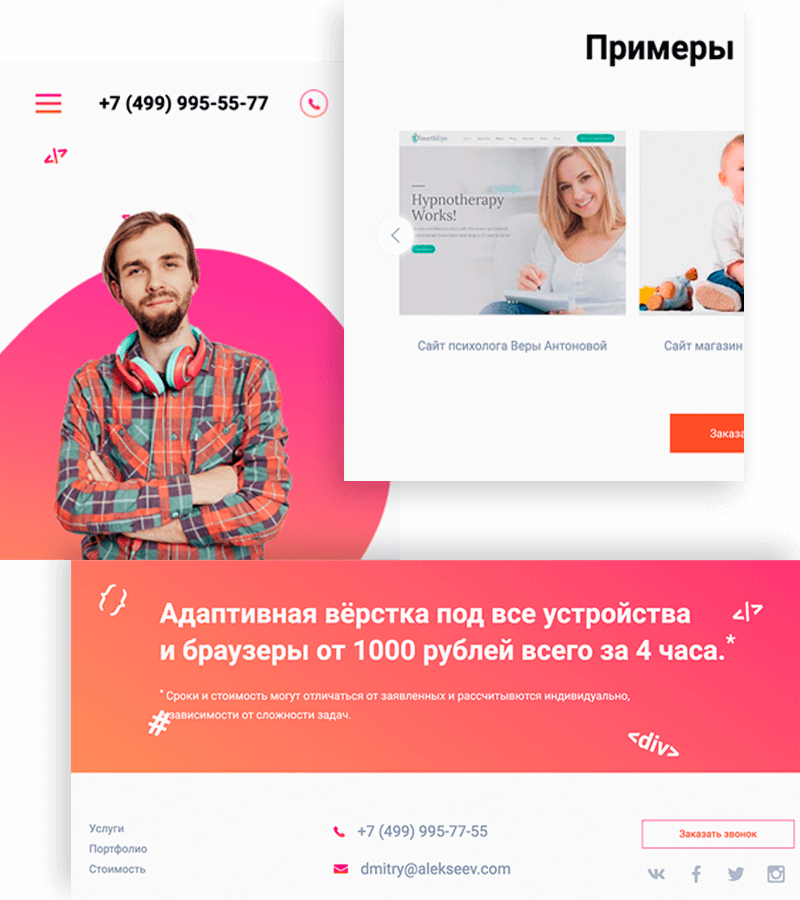 +7 (499) 995-55-77
</>
Примеры
FourthEye
Hypnotherapy
Works!
Сайт психолога Веры Антоновой
Сайт магазин
Заказа
{}
Адаптивная вёрстка под все устройства
и браузеры от 1000 рублей всего за 4 часа.*
</>
* Сроки и стоимость могут отличаться от заявленных и рассчитывются индивидуально,
зависимости от сложности задач.
#
<div>
Услуги
Портфолио
Стоимость
+7 (499) 995-77-55
dmitry@alekseev.com
Заказать звонок